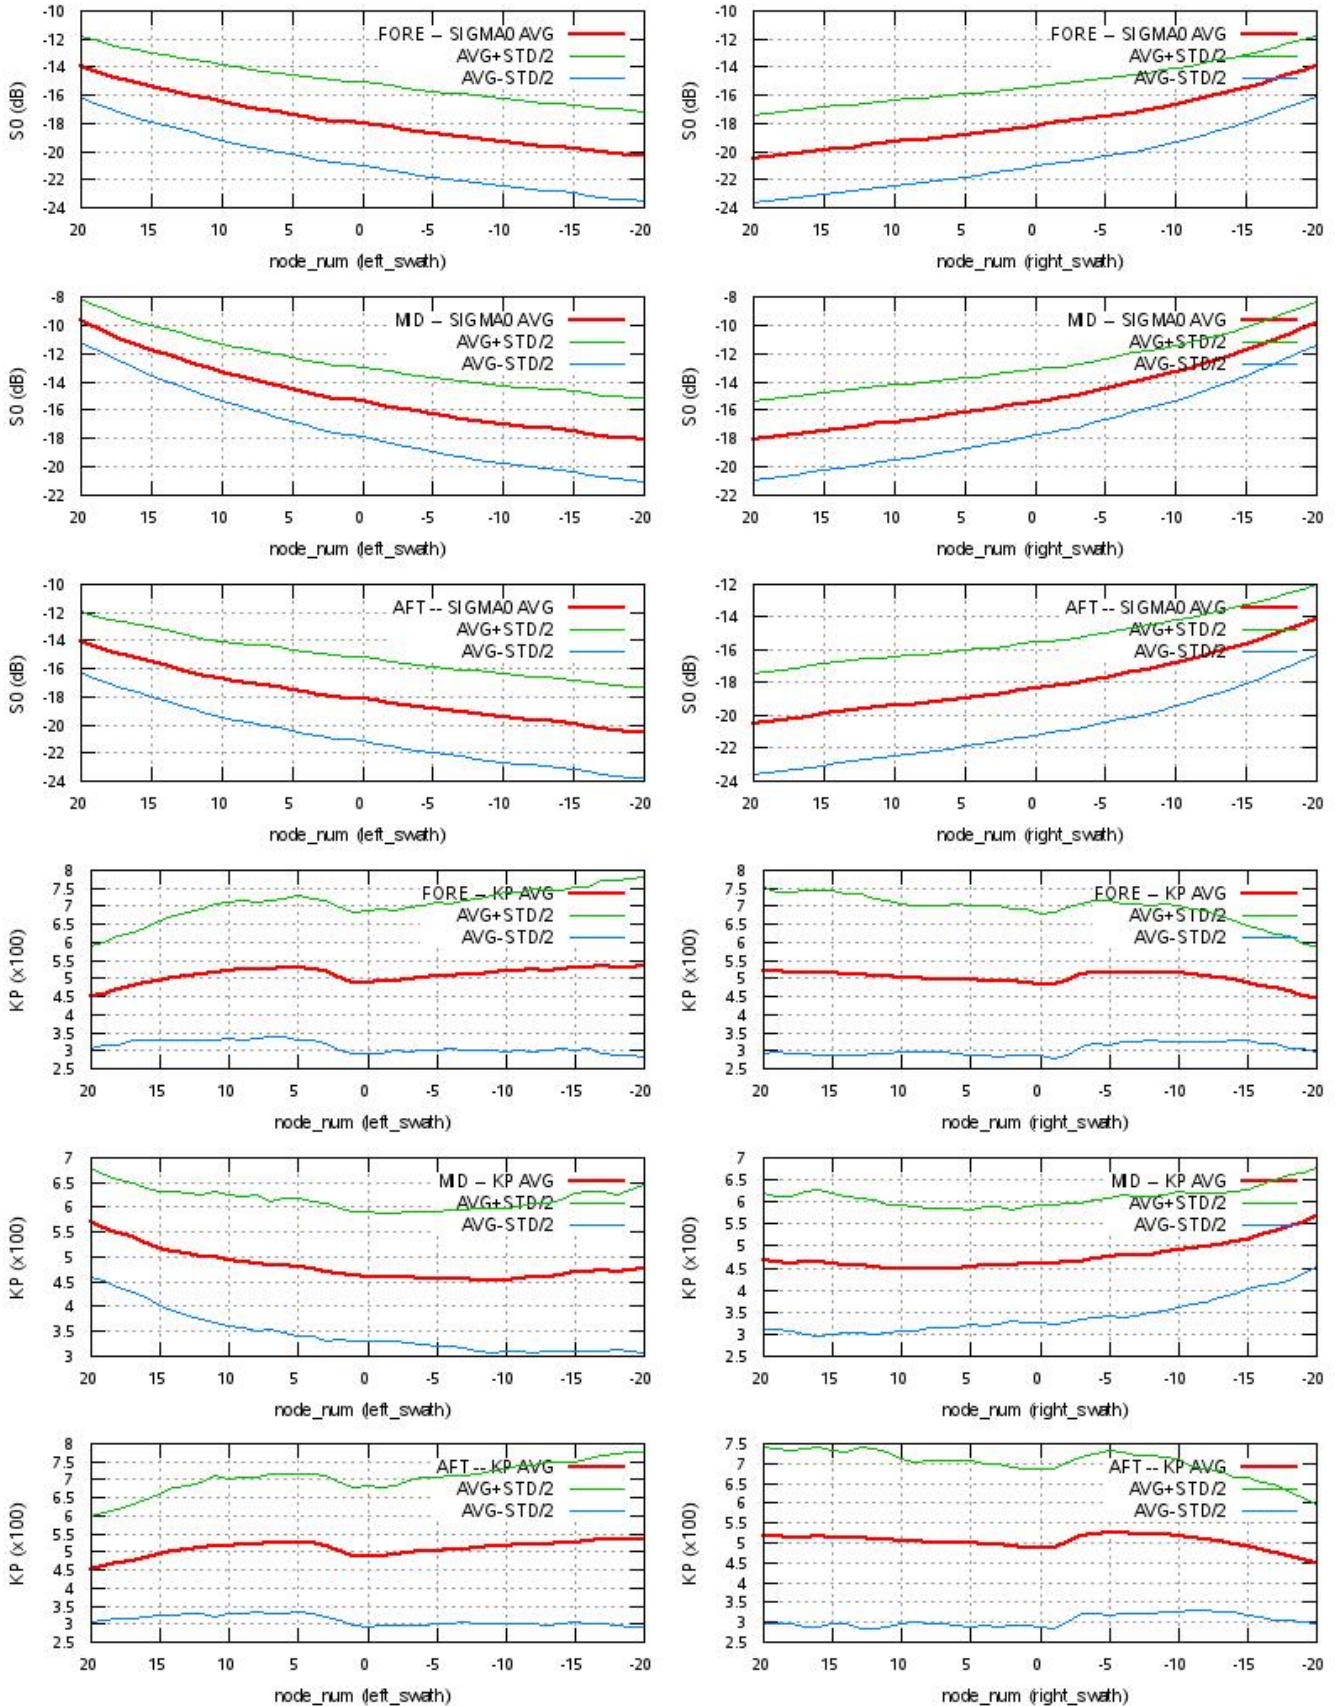 -10
-12
-14
-16
-18
-20
-22
-24
S0 (dB)
FORE -- SIGMA0 AVG
AVG+STD/2
AVG-STD/2
20 15 10 5 0 -5 -10 -15 -20
node_num (left_swath)
-10
-12
-14
-16
-18
-20
-22
-24
S0 (dB)
FORE -- SIGMA0 AVG
AVG+STD/2
AVG-STD/2
20 15 10 5 0 -5 -10 -15 -20
node_num (right_swath)
-8
-10
-12
-14
-16
-18
-20
-22
S0 (dB)
MID -- SIGMA0 AVG
AVG+STD/2
AVG-STD/2
20 15 10 5 0 -5 -10 -15 -20
node_num (left_swath)
-8
-10
-12
-14
-16
-18
-20
-22
S0 (dB)
MID -- SIGMA0 AVG
AVG+STD/2
AVG-STD/2
20 15 10 5 0 -5 -10 -15 -20
node_num (right_swath)
-10
-12
-14
-16
-18
-20
-22
-24
S0 (dB)
AFT -- SIGMA0 AVG
AVG+STD/2
AVG-STD/2
20 15 10 5 0 -5 -10 -15 -20
node_num (left_swath)
-12
-14
-16
-18
-20
-22
-24
S0 (dB)
AFT -- SIGMA0 AVG
AVG+STD/2
AVG-STD/2
20 15 10 5 0 -5 -10 -15 -20
node_num (right_swath)
8
7.5
7
6.5
6
5.5
5
4.5
4
3.5
3
2.5
KP (x100)
FORE -- KP AVG
AVG+STD/2
AVG-STD/2
20 15 10 5 0 -5 -10 -15 -20
node_num (left_swath)
8
7.5
7
6.5
6
5.5
5
4.5
4
3.5
3
2.5
KP (x100)
FORE -- KP AVG
AVG+STD/2
AVG-STD/2
20 15 10 5 0 -5 -10 -15 -20
node_num (right_swath)
7
6.5
6
5.5
5
4.5
4
3.5
3
KP (x100)
MID -- KP AVG
AVG+STD/2
AVG-STD/2
20 15 10 5 0 -5 -10 -15 -20
node_num (left_swath)
7
6.5
6
5.5
5
4.5
4
3.5
3
2.5
KP (x100)
MID -- KP AVG
AVG+STD/2
AVG-STD/2
20 15 10 5 0 -5 -10 -15 -20
node_num (right_swath)
8
7.5
7
6.5
6
5.5
5
4.5
4
3.5
3
2.5
KP (x100)
AFT -- KP AVG
AVG+STD/2
AVG-STD/2
20 15 10 5 0 -5 -10 -15 -20
node_num (left_swath)
7.5
7
6.5
6
5.5
5
4.5
4
3.5
3
2.5
KP (x100)
AFT -- KP AVG
AVG+STD/2
AVG-STD/2
20 15 10 5 0 -5 -10 -15 -20
node_num (right_swath)